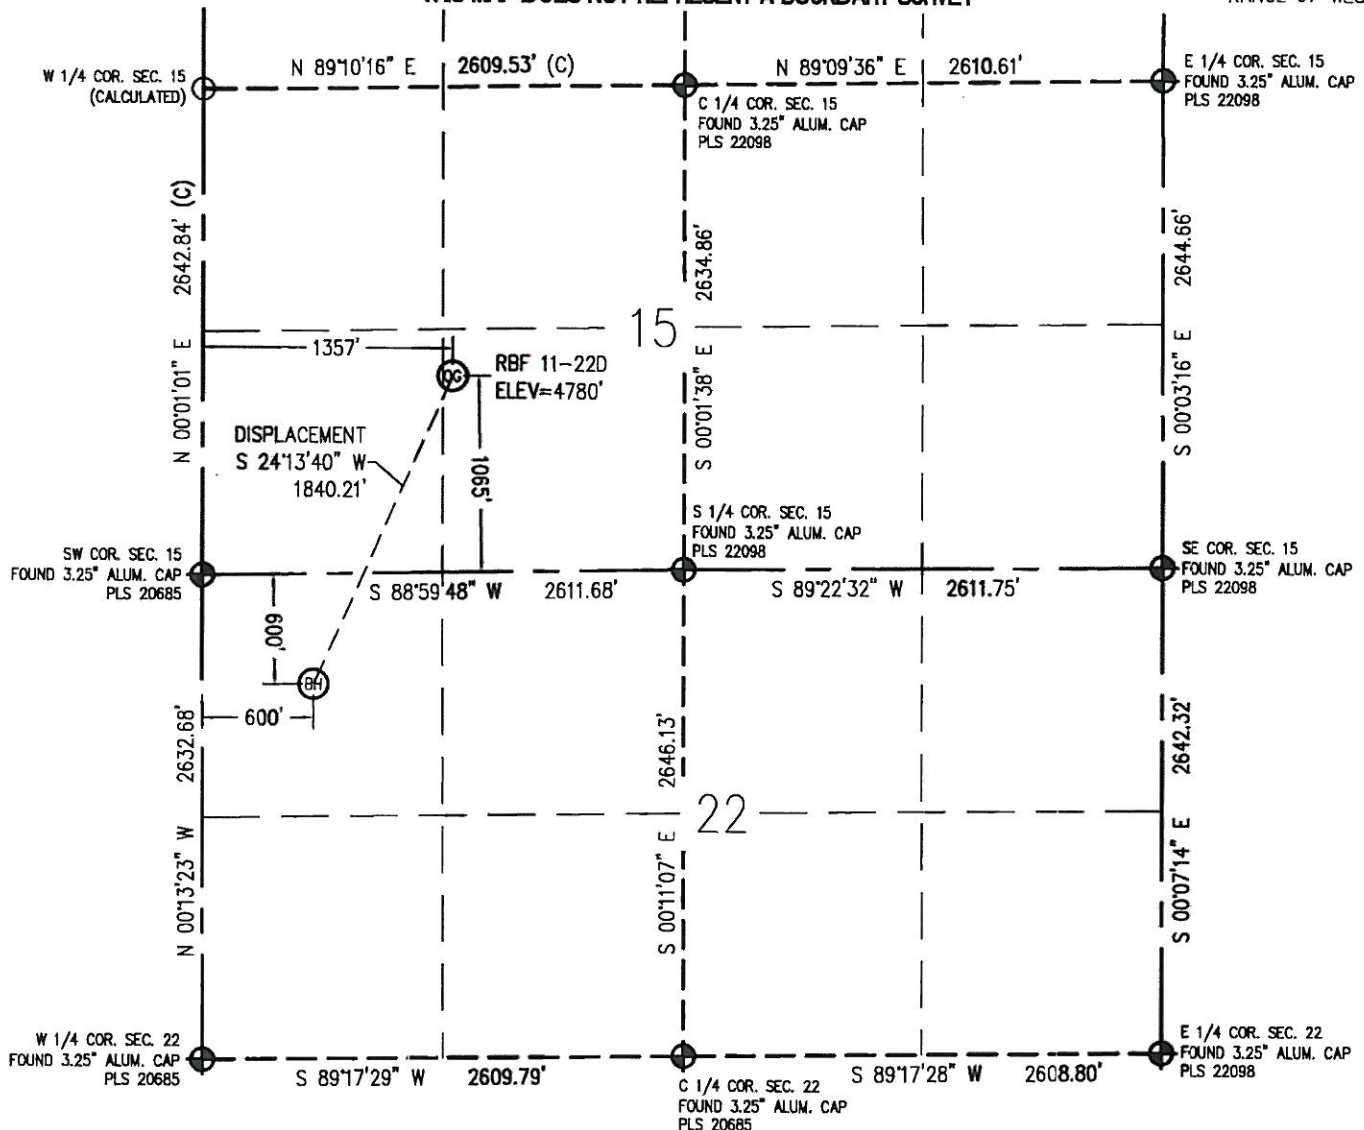 N 89°10'16" E 2609.53' (C)
N 89°09'36" E 2610.61'
W 1/4 COR. SEC. 15
(CALCULATED)
C 1/4 COR. SEC. 15
FOUND 3.25" ALUM. CAP
PLS 22098
E 1/4 COR. SEC. 15
FOUND 3.25" ALUM. CAP
PLS 22098
N 00°01'01" E 2642.84' (C)
S 00°01'38" E 2634.86'
S 00°03'16" E 2644.66'
15
1357'
OG
RBF 11-22D
ELEV=4780'
DISPLACEMENT
S 24°13'40" W
1840.21'
1065'
SW COR. SEC. 15
FOUND 3.25" ALUM. CAP
PLS 20685
S 1/4 COR. SEC. 15
FOUND 3.25" ALUM. CAP
PLS 22098
SE COR. SEC. 15
FOUND 3.25" ALUM. CAP
PLS 22098
S 88°59'48" W 2611.68'
S 89°22'32" W 2611.75'
600'
BH
600'
N 00°13'23" W 2632.68'
S 00°11'07" E 2646.13'
S 00°07'14" E 2642.32'
22
W 1/4 COR. SEC. 22
FOUND 3.25" ALUM. CAP
PLS 20685
S 89°17'29" W 2609.79'
C 1/4 COR. SEC. 22
FOUND 3.25" ALUM. CAP
PLS 20685
S 89°17'28" W 2608.80'
E 1/4 COR. SEC. 22
FOUND 3.25" ALUM. CAP
PLS 22098